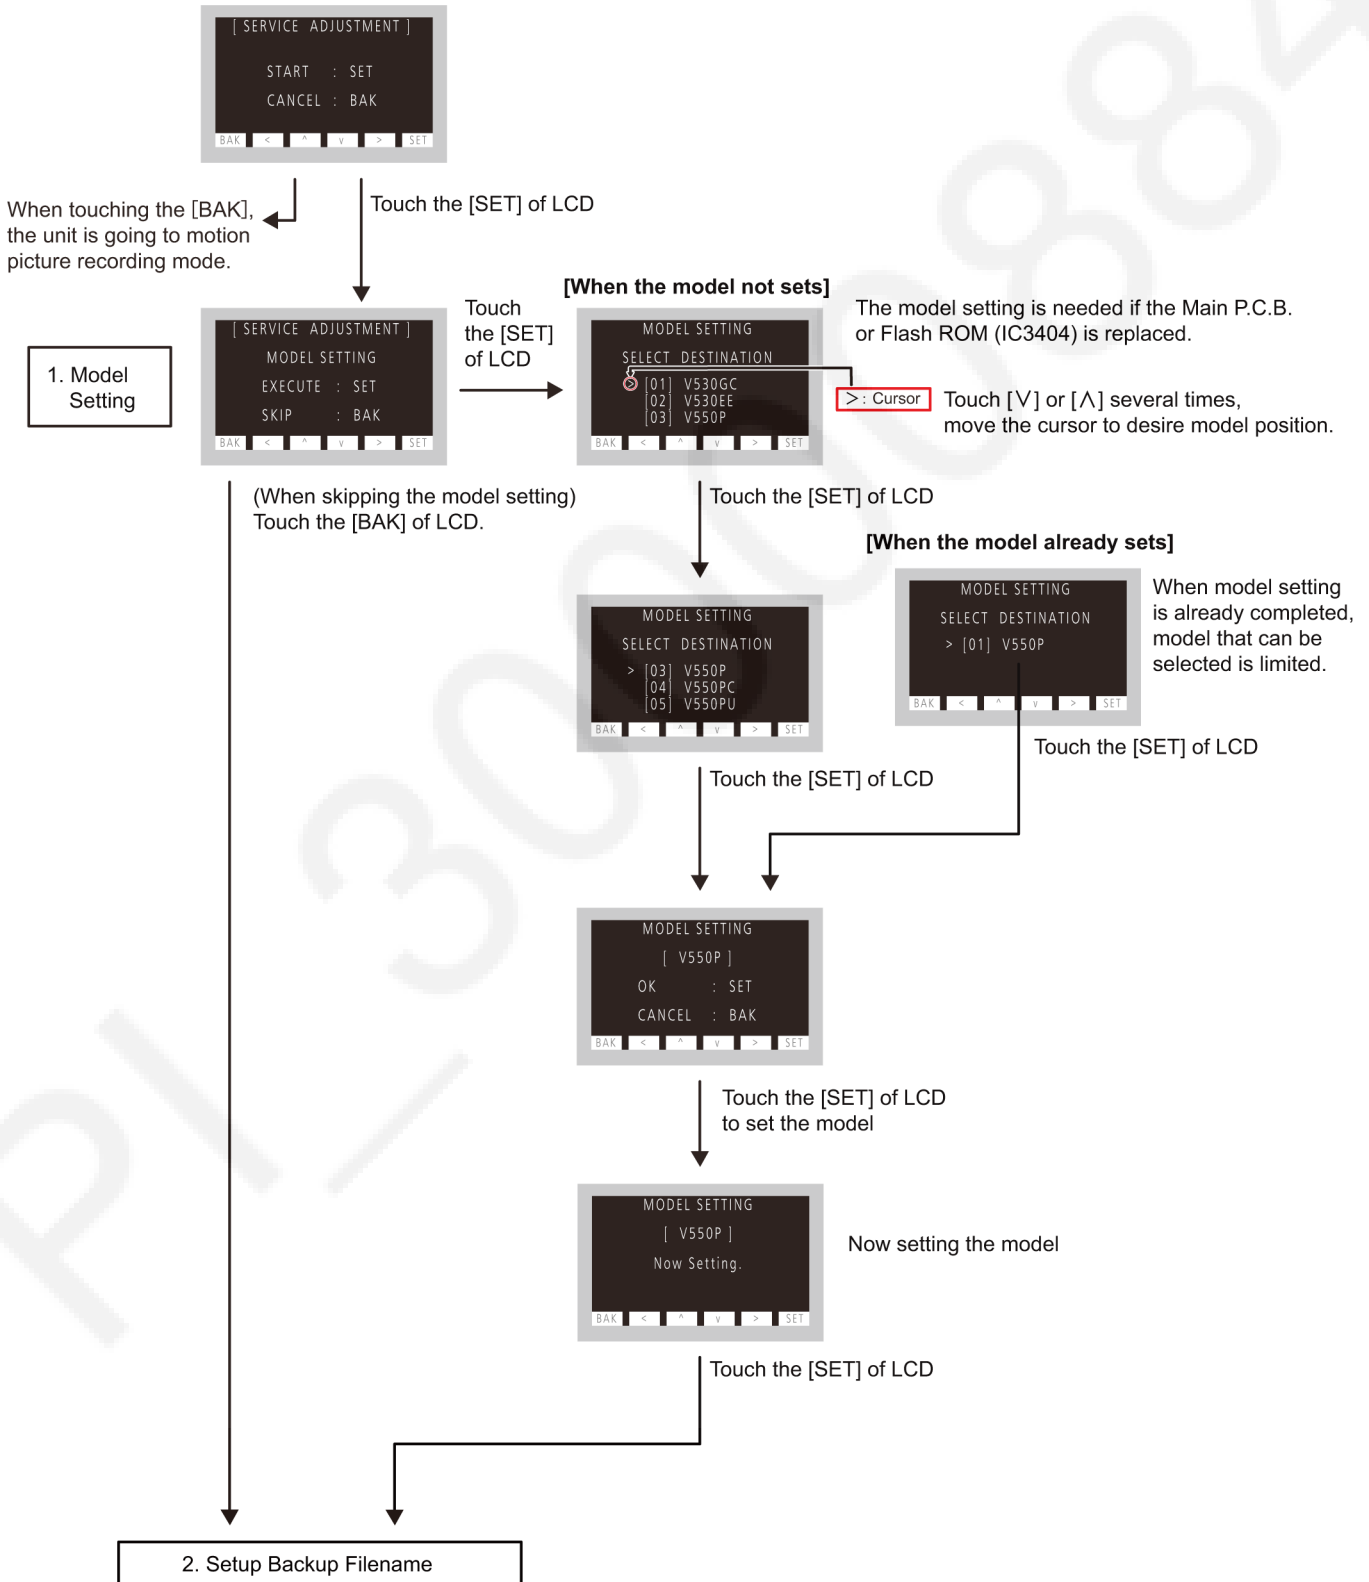 [ SERVICE ADJUSTMENT ]
START : SET
CANCEL : BAK
BAK < ^ v > SET
When touching the [BAK],
the unit is going to motion
picture recording mode.
Touch the [SET] of LCD
1. Model
Setting
[ SERVICE ADJUSTMENT ]
MODEL SETTING
EXECUTE : SET
SKIP : BAK
BAK < ^ v > SET
Touch
the [SET]
of LCD
[When the model not sets]
MODEL SETTING
SELECT DESTINATION
> [01] V530GC
[02] V530EE
[03] V550P
BAK < ^ v > SET
The model setting is needed if the Main P.C.B.
or Flash ROM (IC3404) is replaced.
>: Cursor
Touch [V] or [Λ] several times,
move the cursor to desire model position.
(When skipping the model setting)
Touch the [BAK] of LCD.
Touch the [SET] of LCD
[When the model already sets]
MODEL SETTING
SELECT DESTINATION
> [01] V550P
BAK < ^ v > SET
When model setting
is already completed,
model that can be
selected is limited.
Touch the [SET] of LCD
MODEL SETTING
SELECT DESTINATION
> [03] V550P
[04] V550PC
[05] V550PU
BAK < ^ v > SET
Touch the [SET] of LCD
MODEL SETTING
[ V550P ]
OK : SET
CANCEL : BAK
BAK < ^ v > SET
Touch the [SET] of LCD
to set the model
MODEL SETTING
[ V550P ]
Now Setting.
BAK < ^ v > SET
Now setting the model
Touch the [SET] of LCD
2. Setup Backup Filename